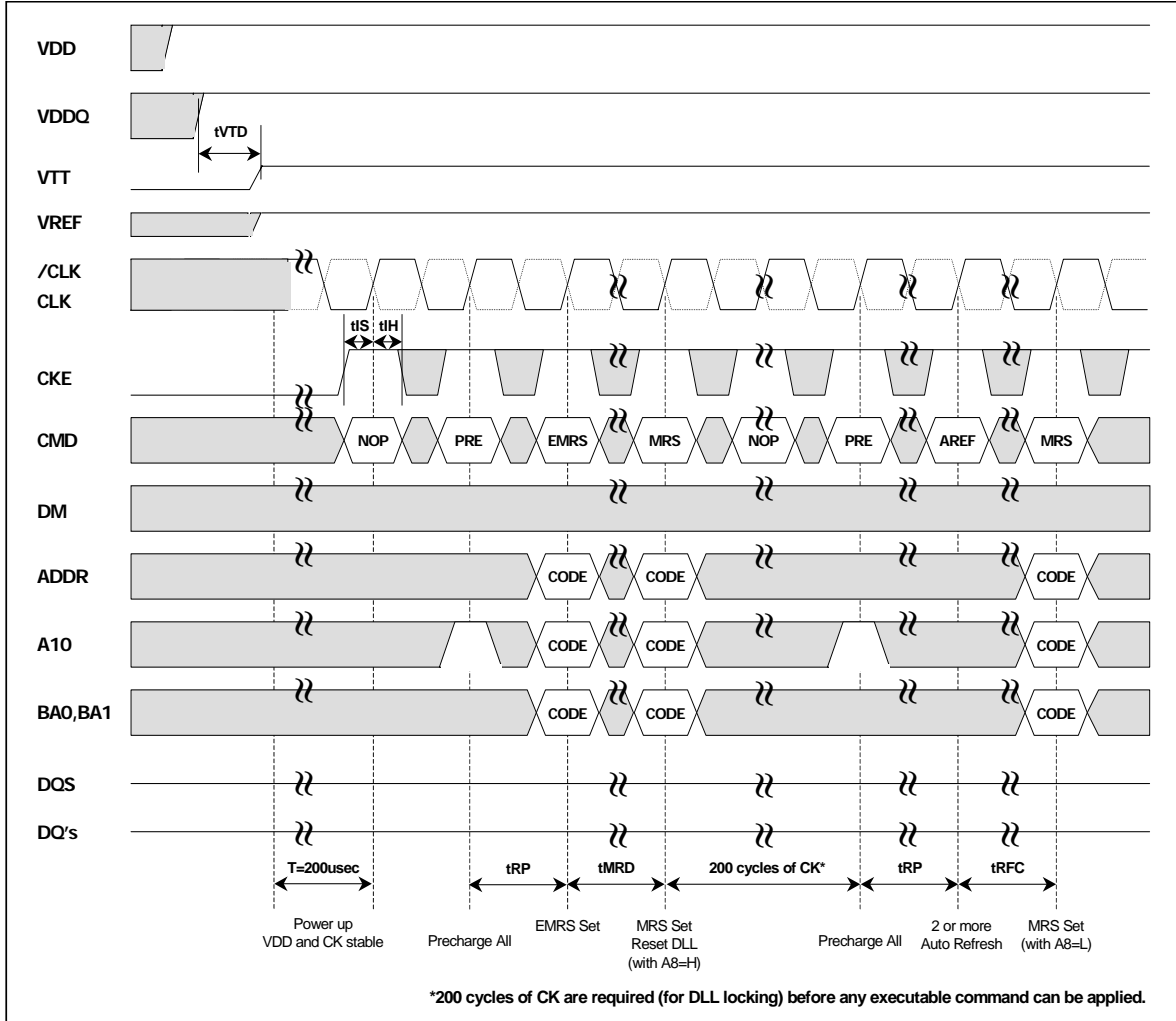 VDD
VDDQ
tVTD
VTT
VREF
/CLK
CLK
tIS tIH
CKE
CMD NOP PRE EMRS MRS NOP PRE AREF MRS
DM
ADDR CODE CODE CODE
A10 CODE CODE CODE
BA0,BA1 CODE CODE CODE
DQS
DQ's
T=200usec tRP tMRD 200 cycles of CK* tRP tRFC
Power up
VDD and CK stable
Precharge All
EMRS Set
MRS Set
Reset DLL
(with A8=H)
Precharge All
2 or more
Auto Refresh
MRS Set
(with A8=L)
*200 cycles of CK are required (for DLL locking) before any executable command can be applied.